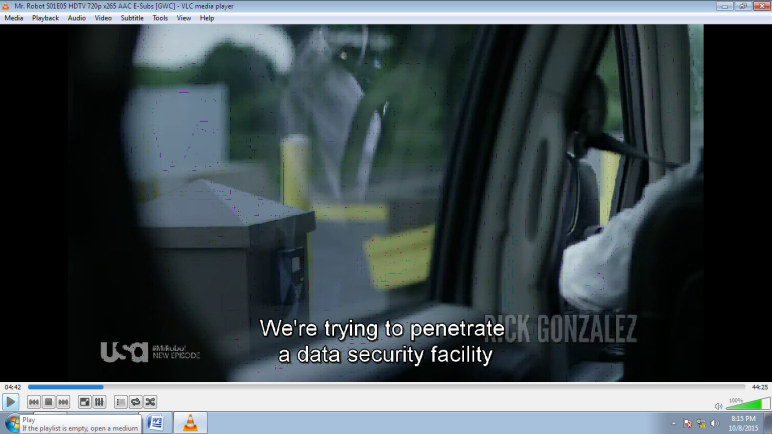 Mr. Robot S01E05 HDTV 720p x265 AAC E-Subs [GWC] - VLC media player
Media Playback Audio Video Subtitle Tools View Help
RICK GONZALEZ
We're trying to penetrate
a data security facility
usa #MrRobot
NEW EPISODE
04:42 44:25
100%
Play
If the playlist is empty, open a medium
8:15 PM
10/8/2015